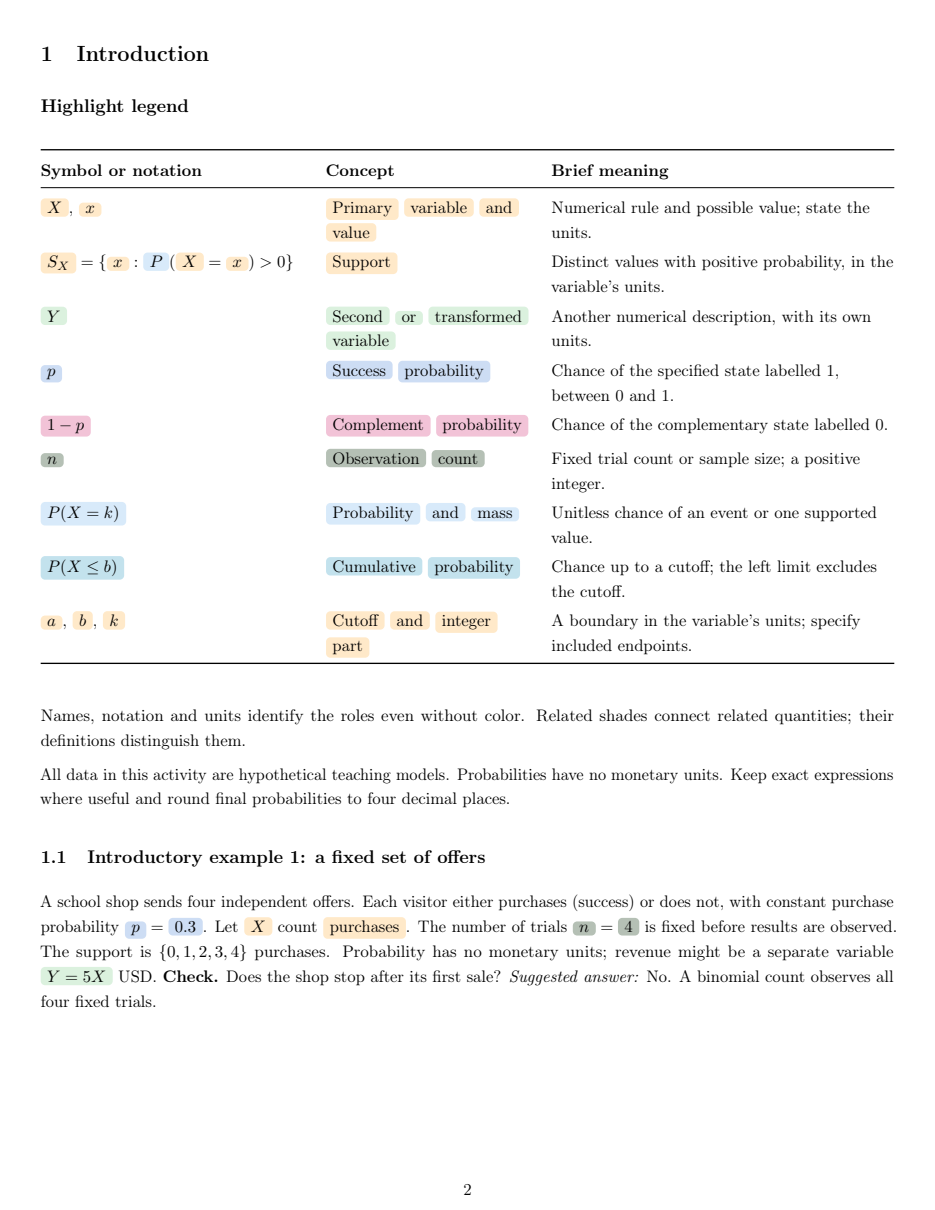 1 Introduction
Highlight legend
Symbol or notation Concept Brief meaning
X, x Primary variable and Numerical rule and possible value; state the
value units.
S_X = {x : P(X = x) > 0} Support Distinct values with positive probability, in the
variable's units.
Y Second or transformed Another numerical description, with its own
variable units.
p Success probability Chance of the specified state labelled 1,
between 0 and 1.
1 − p Complement probability Chance of the complementary state labelled 0.
n Observation count Fixed trial count or sample size; a positive
integer.
P(X = k) Probability and mass Unitless chance of an event or one supported
value.
P(X ≤ b) Cumulative probability Chance up to a cutoff; the left limit excludes
the cutoff.
a, b, k Cutoff and integer A boundary in the variable's units; specify
part included endpoints.
Names, notation and units identify the roles even without color. Related shades connect related quantities; their
definitions distinguish them.
All data in this activity are hypothetical teaching models. Probabilities have no monetary units. Keep exact expressions
where useful and round final probabilities to four decimal places.
1.1 Introductory example 1: a fixed set of offers
A school shop sends four independent offers. Each visitor either purchases (success) or does not, with constant purchase
probability p = 0.3. Let X count purchases. The number of trials n = 4 is fixed before results are observed.
The support is {0, 1, 2, 3, 4} purchases. Probability has no monetary units; revenue might be a separate variable
Y = 5X USD. Check. Does the shop stop after its first sale? Suggested answer: No. A binomial count observes all
four fixed trials.
2